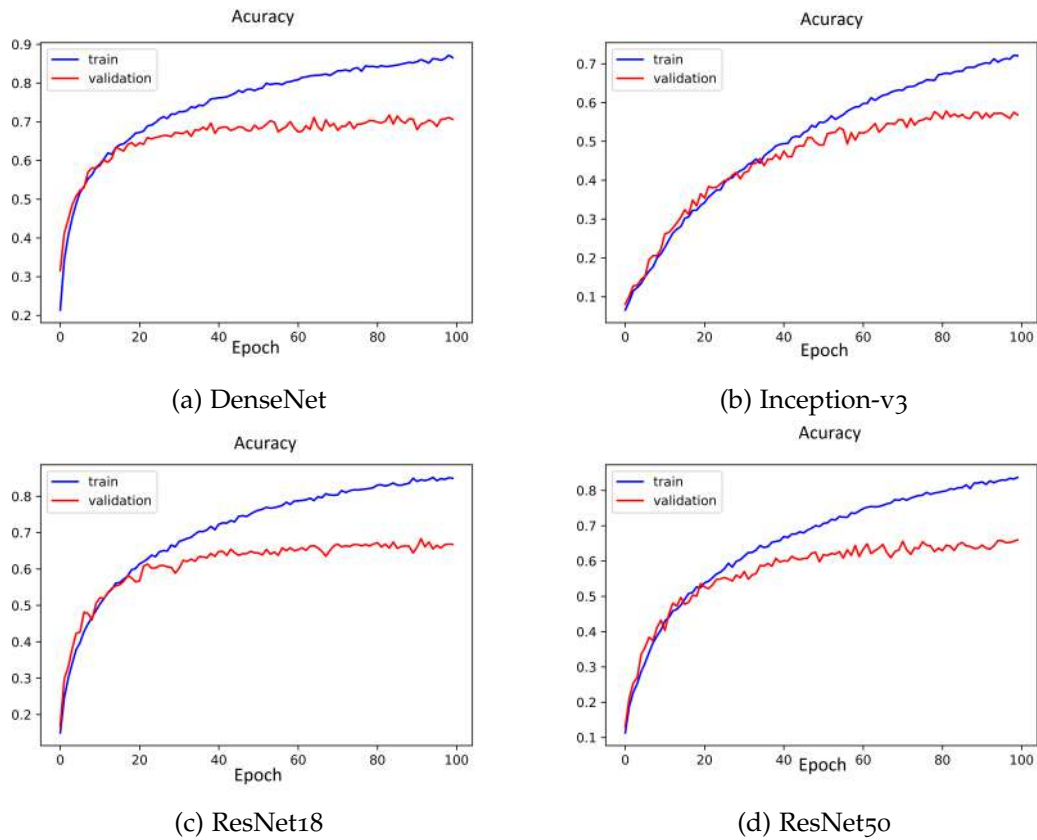 Acuracy
train
validation
0.9
0.8
0.7
0.6
0.5
0.4
0.3
0.2
0 20 40 60 80 100
Epoch
(a) DenseNet
Acuracy
train
validation
0.7
0.6
0.5
0.4
0.3
0.2
0.1
0 20 40 60 80 100
Epoch
(b) Inception-v3
Acuracy
train
validation
0.8
0.7
0.6
0.5
0.4
0.3
0.2
0 20 40 60 80 100
Epoch
(c) ResNet18
Acuracy
train
validation
0.8
0.7
0.6
0.5
0.4
0.3
0.2
0.1
0 20 40 60 80 100
Epoch
(d) ResNet50